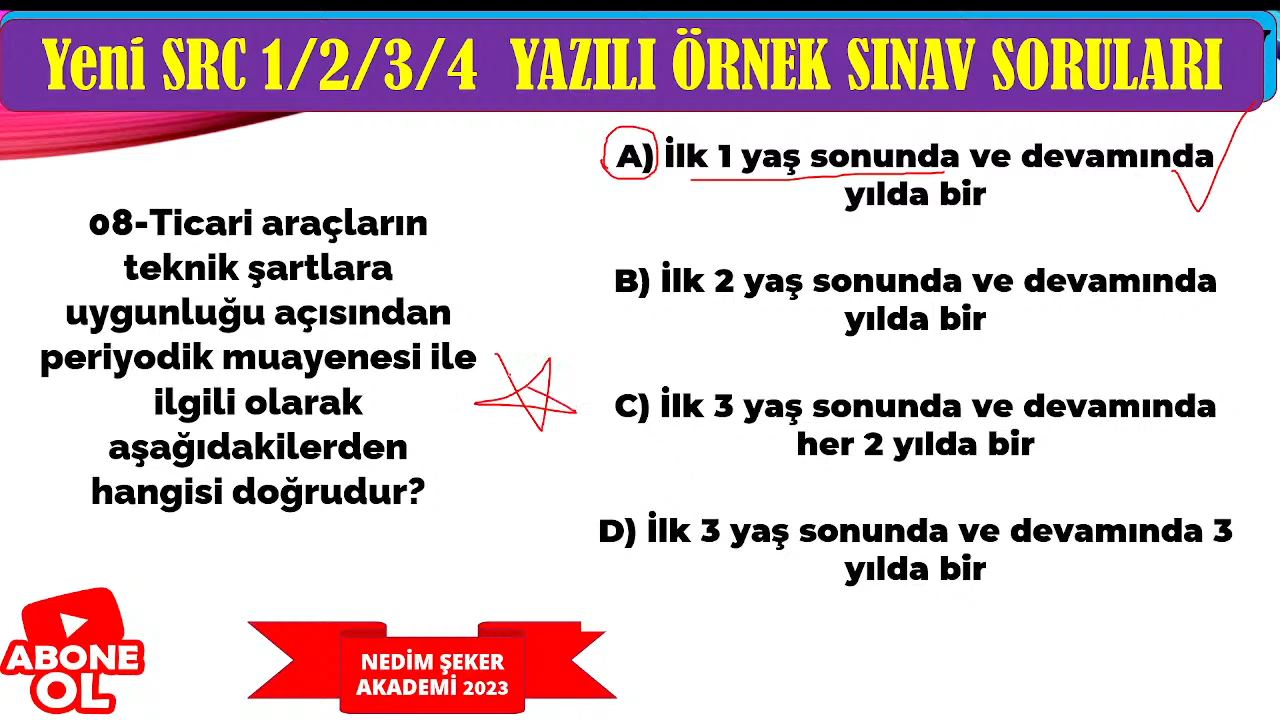 Yeni SRC 1/2/3/4 YAZILI ÖRNEK SINAV SORULARI
08-Ticari araçların
teknik şartlara
uygunluğu açısından
periyodik muayenesi ile
ilgili olarak
aşağıdakilerden
hangisi doğrudur?
A) İlk 1 yaş sonunda ve devamında
yılda bir
B) İlk 2 yaş sonunda ve devamında
yılda bir
C) İlk 3 yaş sonunda ve devamında
her 2 yılda bir
D) İlk 3 yaş sonunda ve devamında 3
yılda bir
ABONE
OL
NEDİM ŞEKER
AKADEMİ 2023